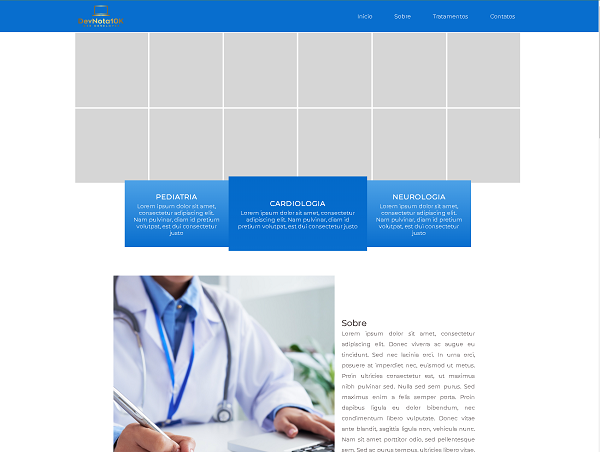 DevNota10K
Início Sobre Tratamentos Contatos
PEDIATRIA
Lorem ipsum dolor sit amet,
consectetur adipiscing elit.
Nam pulvinar, diam id pretium
volutpat, est dui consectetur
justo
CARDIOLOGIA
Lorem ipsum dolor sit amet, consectetur
adipiscing elit. Nam pulvinar, diam id
pretium volutpat, est dui consectetur justo
NEUROLOGIA
Lorem ipsum dolor sit amet,
consectetur adipiscing elit.
Nam pulvinar, diam id pretium
volutpat, est dui consectetur
justo
Sobre
Lorem ipsum dolor sit amet, consectetur
adipiscing elit. Donec viverra ac augue eu
tincidunt. Sed nec lacinia orci. In urna orci,
posuere at imperdiet nec, euismod ut metus.
Proin ultricies consectetur est, ut maximus
nibh pulvinar sed. Nulla sed sem purus. Sed
maximus enim a felis semper porta. Proin
dapibus ligula eu dolor bibendum, nec
condimentum libero vulputate. Donec vitae
ante blandit, sagittis ligula non, vehicula nunc.
Nam sit amet porttitor odio, sed pellentesque
sem. Sed ac purus tempus, ultricies tortor vitae,